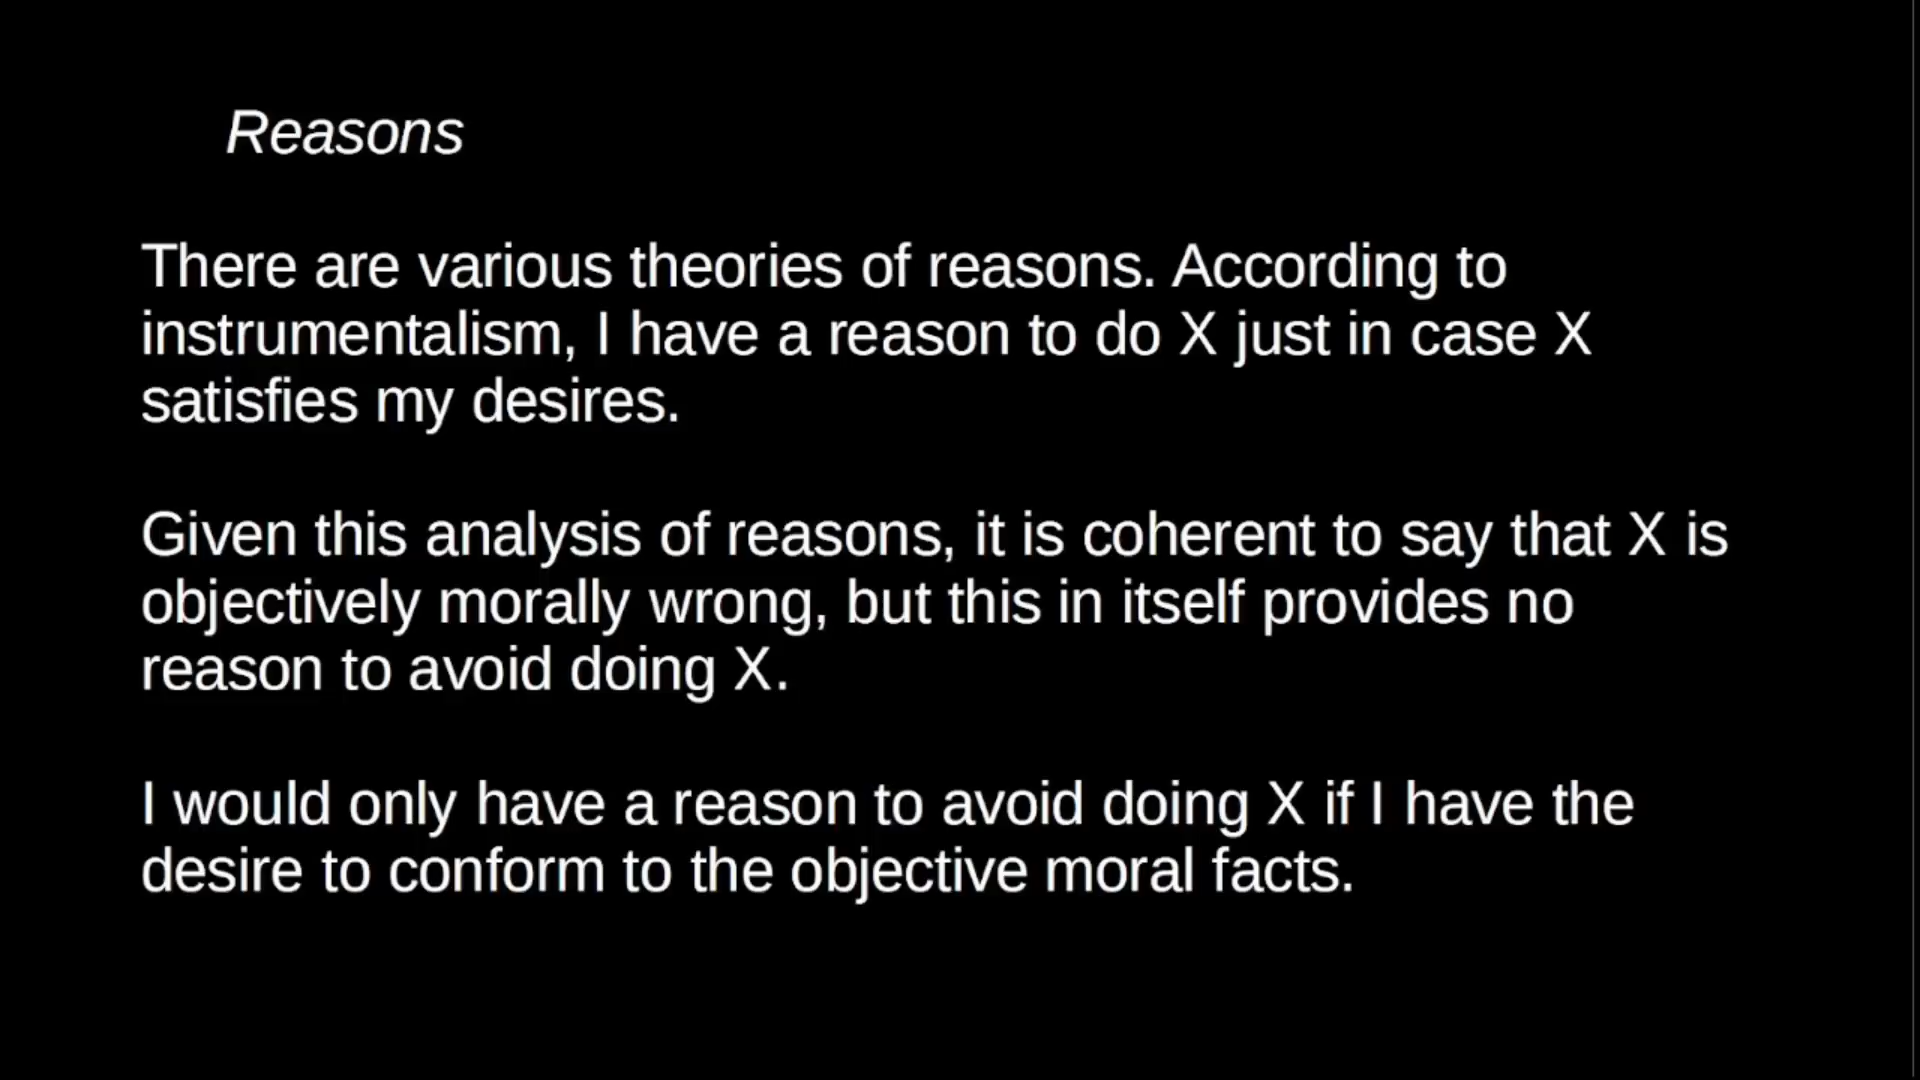 Reasons
There are various theories of reasons. According to
instrumentalism, I have a reason to do X just in case X
satisfies my desires.
Given this analysis of reasons, it is coherent to say that X is
objectively morally wrong, but this in itself provides no
reason to avoid doing X.
I would only have a reason to avoid doing X if I have the
desire to conform to the objective moral facts.